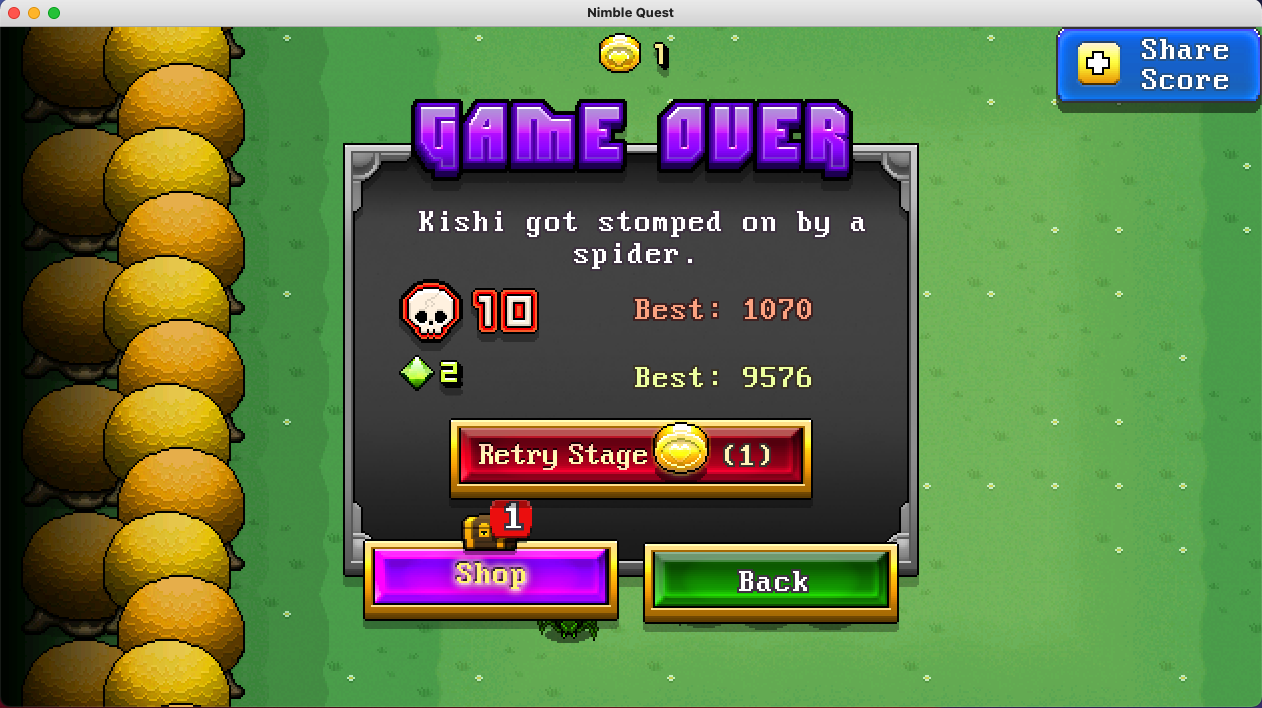 Nimble Quest
1
Share
Score
GAME OVER
Kishi got stomped on by a
spider.
10
Best: 1070
2
Best: 9576
Retry Stage (1)
1
Shop
Back